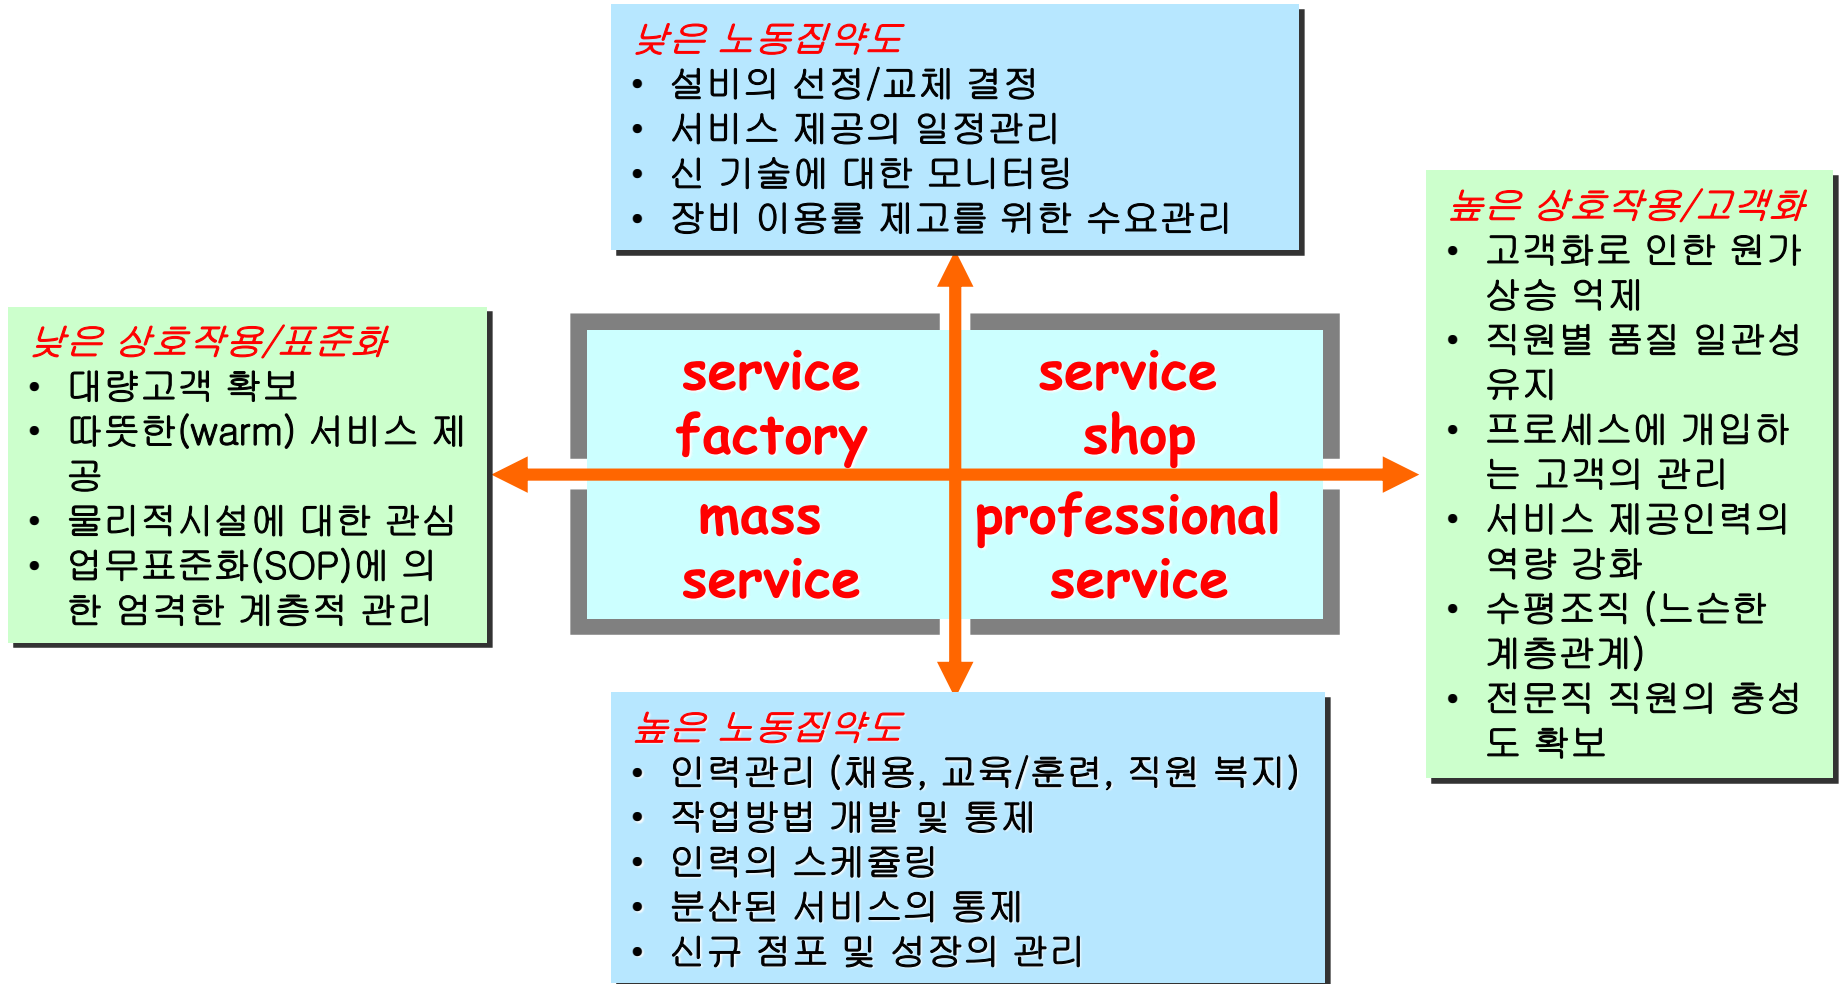 낮은 노동집약도
• 설비의 선정/교체 결정
• 서비스 제공의 일정관리
• 신 기술에 대한 모니터링
• 장비 이용률 제고를 위한 수요관리
낮은 상호작용/표준화
• 대량고객 확보
• 따뜻한(warm) 서비스 제
공
• 물리적시설에 대한 관심
• 업무표준화(SOP)에 의
한 엄격한 계층적 관리
service
factory
service
shop
mass
service
professional
service
높은 상호작용/고객화
• 고객화로 인한 원가
상승 억제
• 직원별 품질 일관성
유지
• 프로세스에 개입하
는 고객의 관리
• 서비스 제공인력의
역량 강화
• 수평조직 (느슨한
계층관계)
• 전문직 직원의 충성
도 확보
높은 노동집약도
• 인력관리 (채용, 교육/훈련, 직원 복지)
• 작업방법 개발 및 통제
• 인력의 스케쥴링
• 분산된 서비스의 통제
• 신규 점포 및 성장의 관리